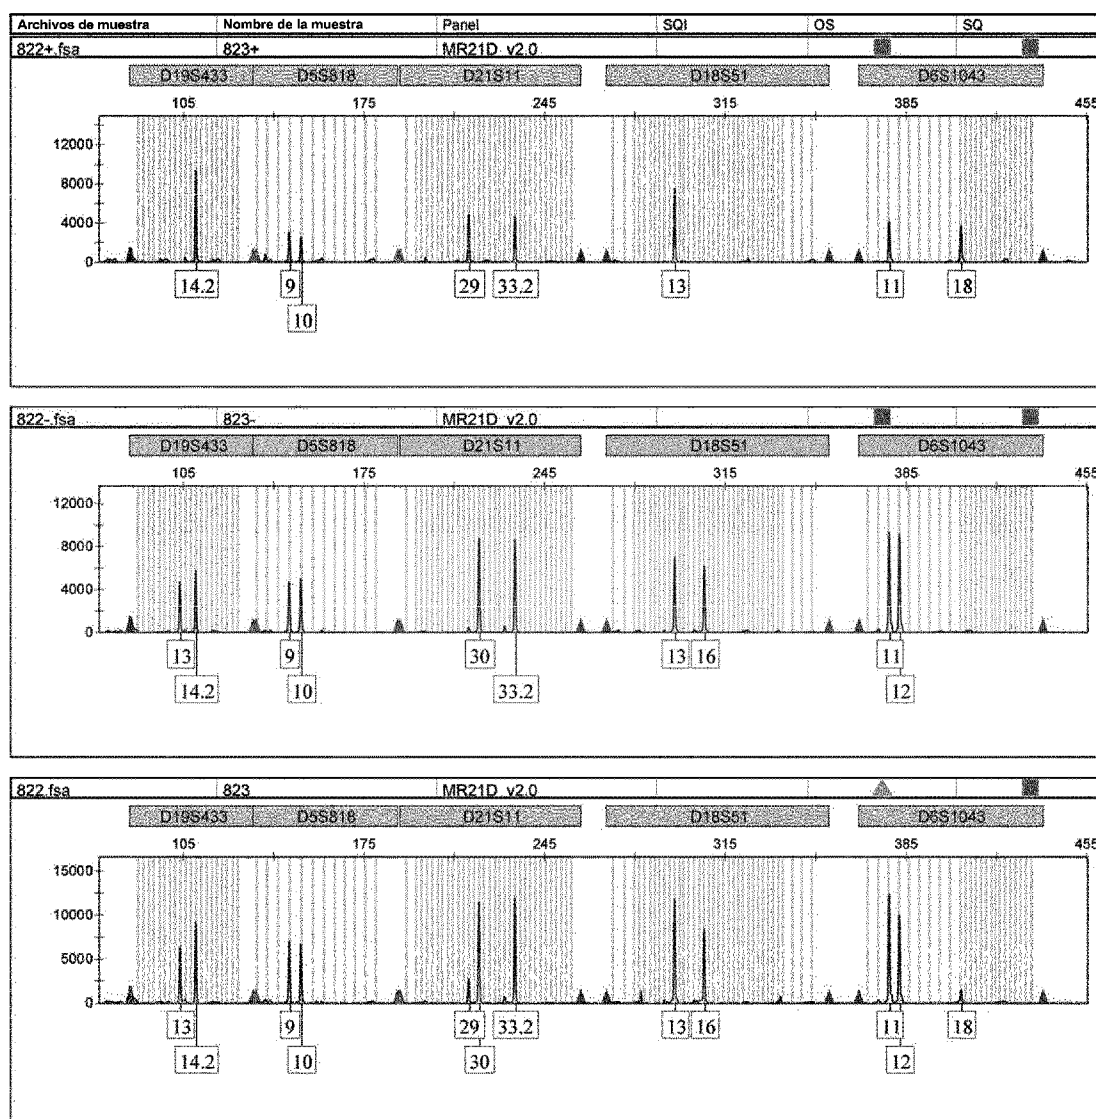 Archivos de muestra Nombre de la muestra Panel SQI OS SQ
822+.fsa 823+ MR21D_v2.0
D19S433 D5S818 D21S11 D18S51 D6S1043
105 175 245 315 385 455
12000
8000
4000
0
14.2 9 29 33.2 13 11 18
10
822-.fsa 823- MR21D_v2.0
D19S433 D5S818 D21S11 D18S51 D6S1043
105 175 245 315 385 455
12000
8000
4000
0
13 9 30 13 16 11
14.2 10 33.2 12
822.fsa 823 MR21D_v2.0
D19S433 D5S818 D21S11 D18S51 D6S1043
105 175 245 315 385 455
15000
10000
5000
0
13 9 29 33.2 13 16 11 18
14.2 10 30 12